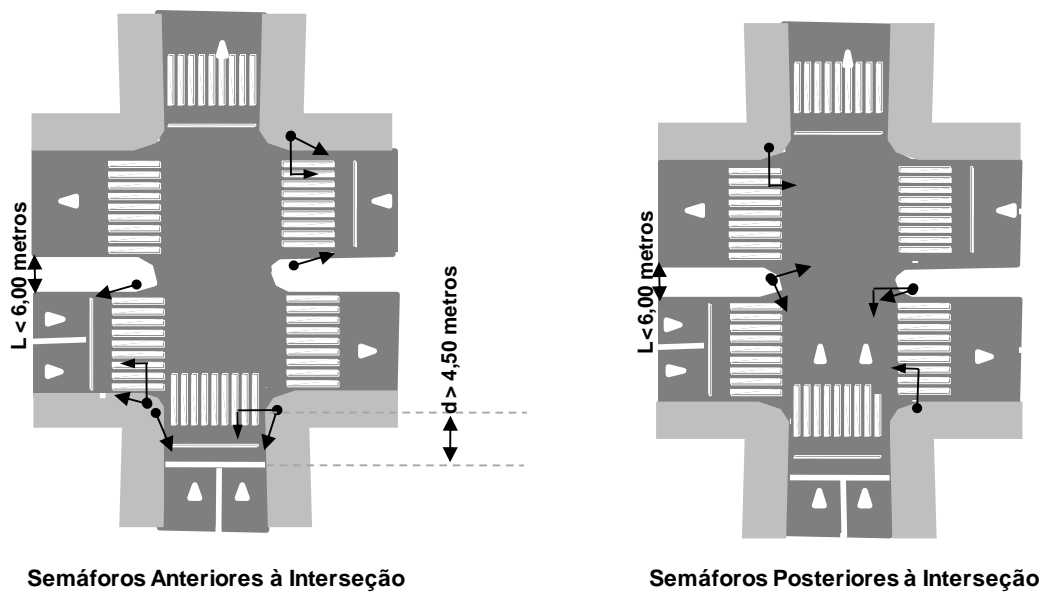 L < 6,00 metros
d > 4,50 metros
L < 6,00 metros
Semáforos Anteriores à Interseção
Semáforos Posteriores à Interseção